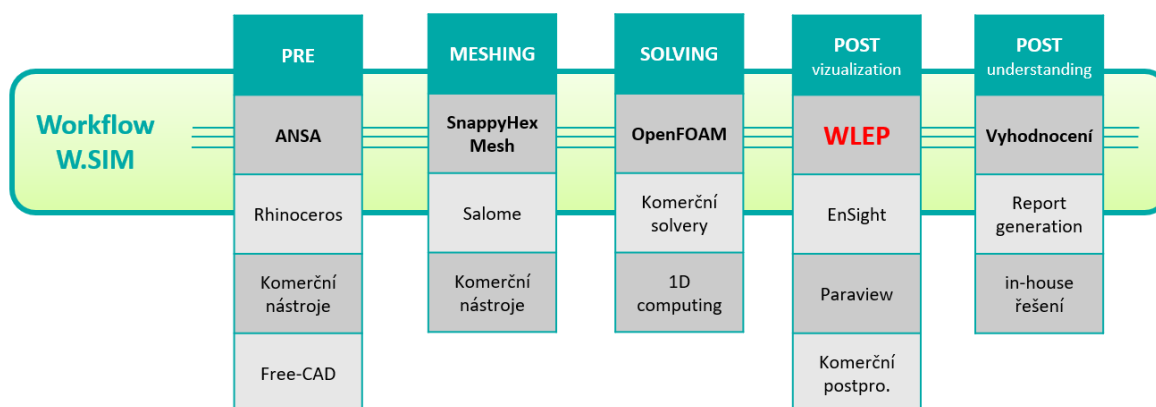 Workflow
W.SIM
PRE
ANSA
Rhinoceros
Komerční
nástroje
Free-CAD
MESHING
SnappyHex
Mesh
Salome
Komerční
nástroje
SOLVING
OpenFOAM
Komerční
solvery
1D
computing
POST
vizualization
WLEP
EnSight
Paraview
Komerční
postpro.
POST
understanding
Vyhodnocení
Report
generation
in-house
řešení